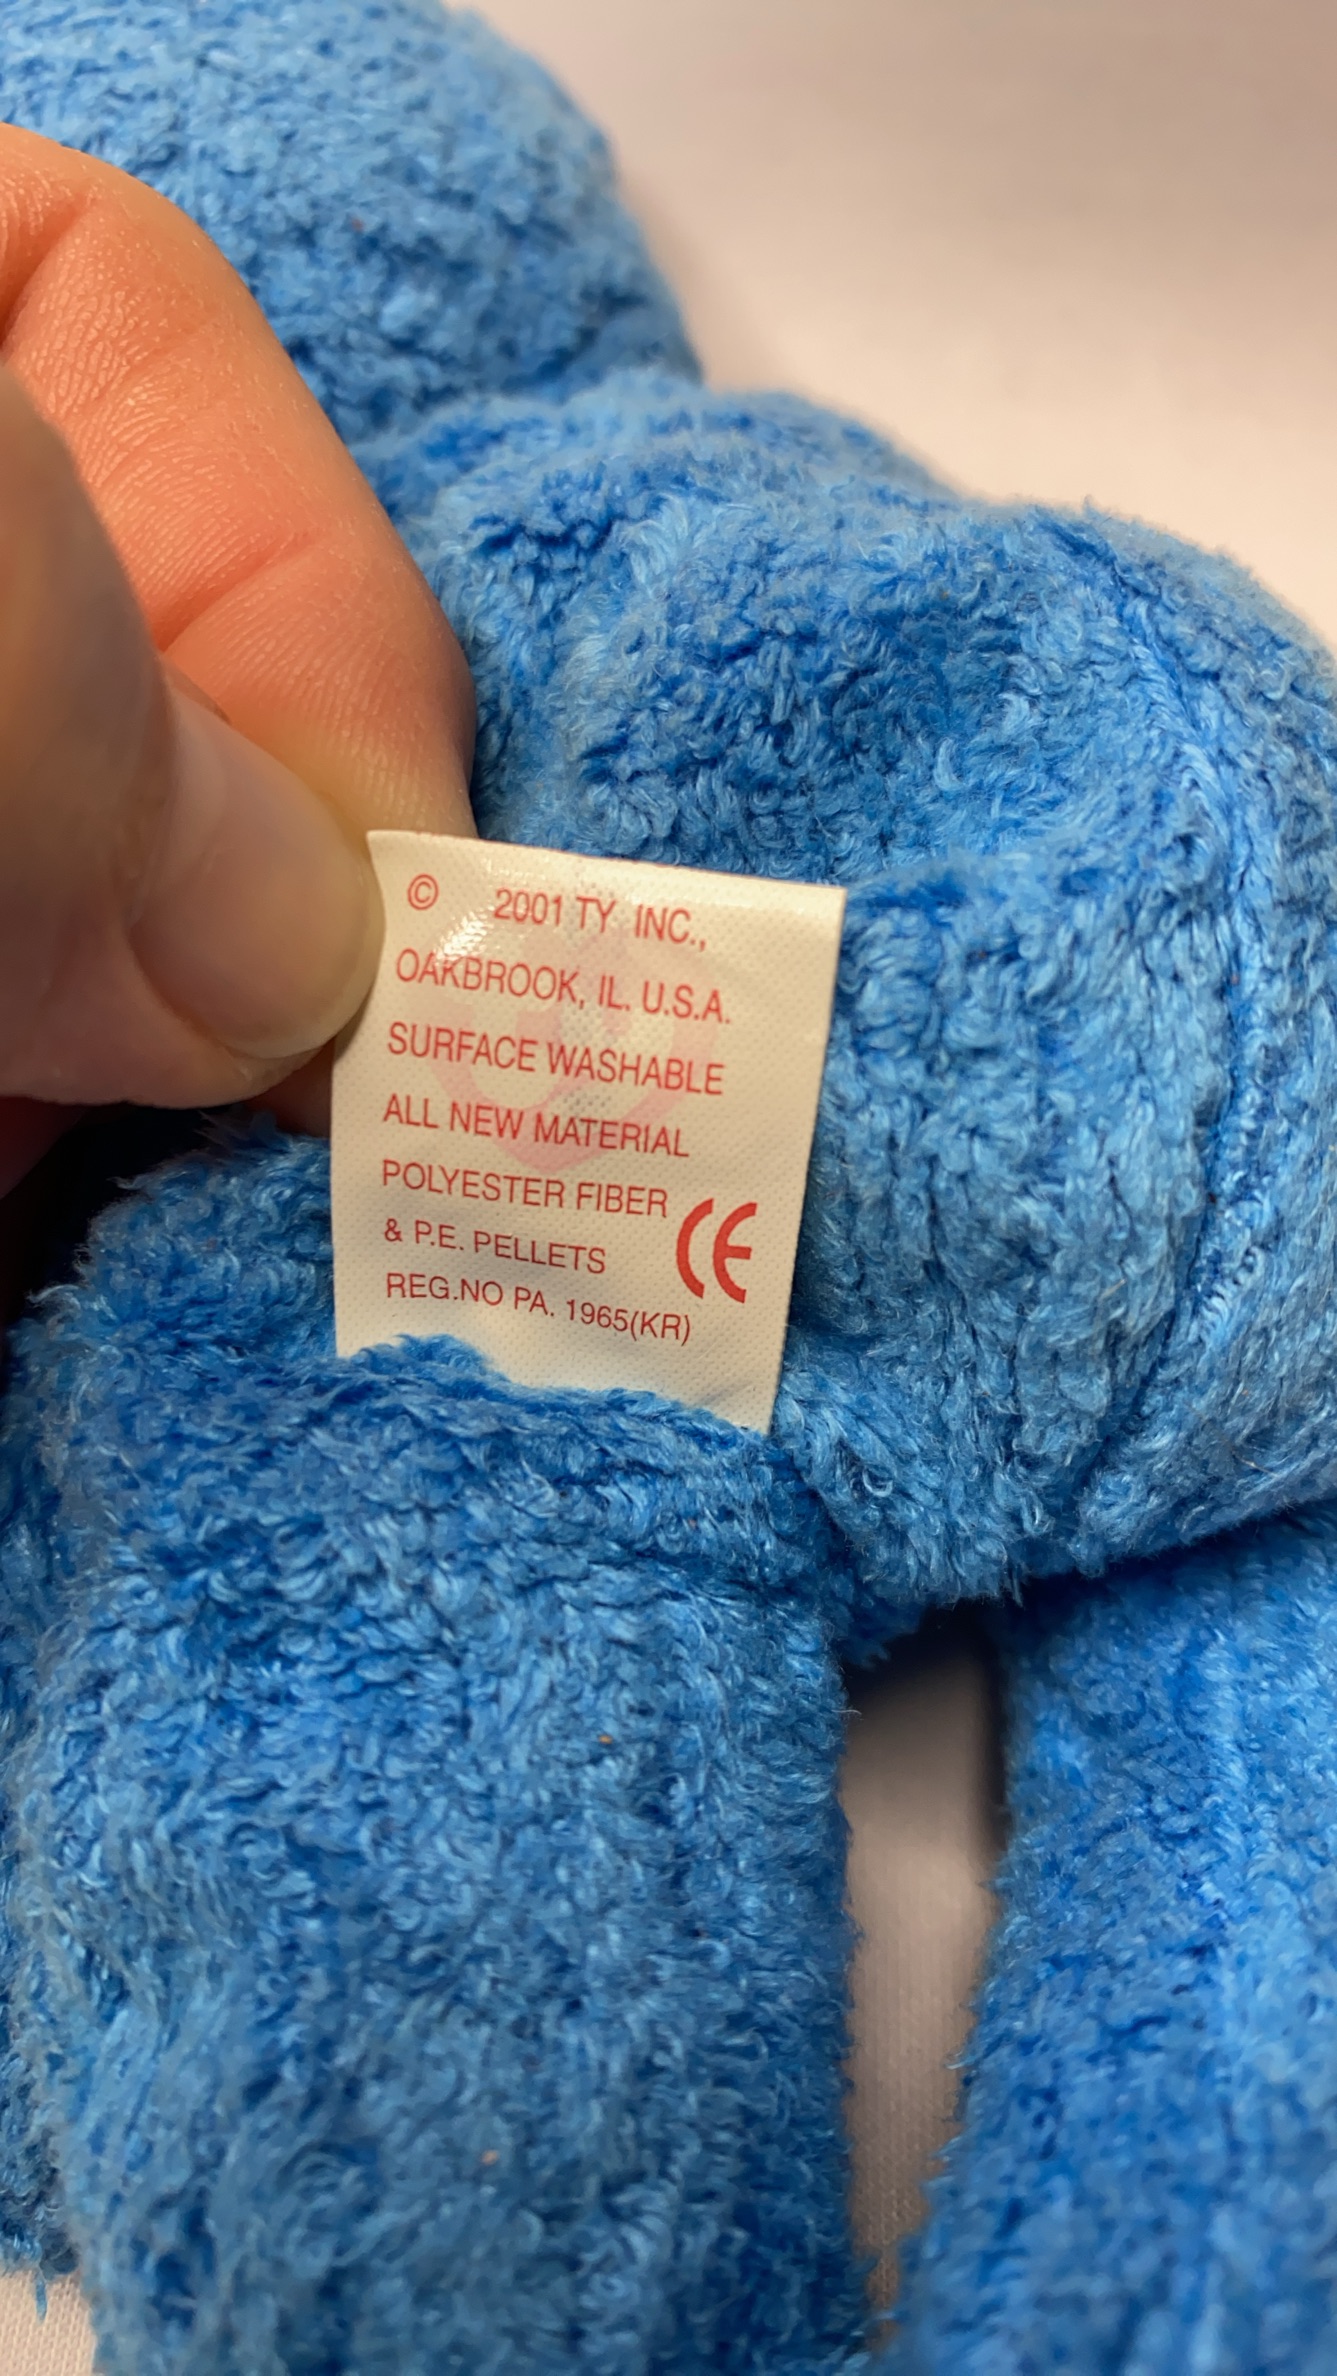 © 2001 TY INC.,
OAKBROOK, IL. U.S.A.
SURFACE WASHABLE
ALL NEW MATERIAL
POLYESTER FIBER
& P.E. PELLETS
REG.NO PA. 1965(KR)
CE